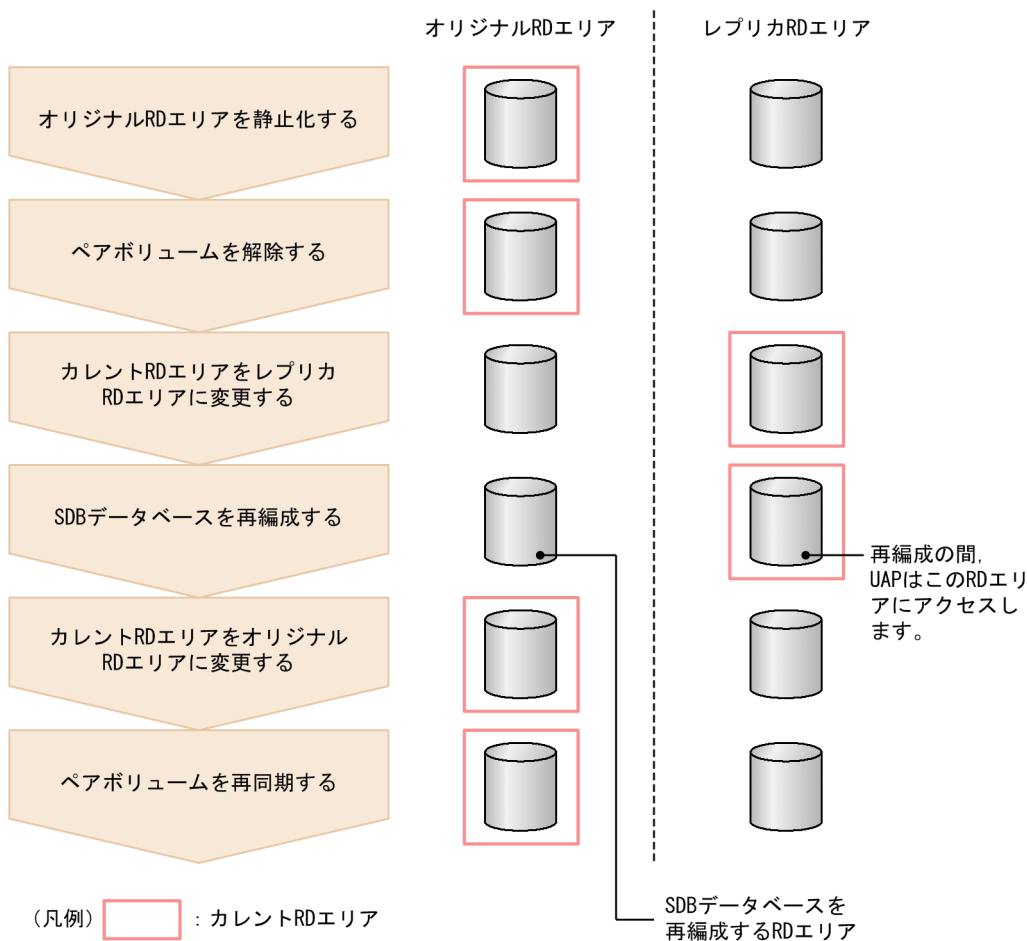 オリジナルRDエリア
レプリカRDエリア
オリジナルRDエリアを静止化する
ペアボリュームを解除する
カレントRDエリアをレプリカ
RDエリアに変更する
SDBデータベースを再編成する
再編成の間,
UAPはこのRDエリ
アにアクセスし
ます。
カレントRDエリアをオリジナル
RDエリアに変更する
ペアボリュームを再同期する
SDBデータベースを
再編成するRDエリア
(凡例) : カレントRDエリア